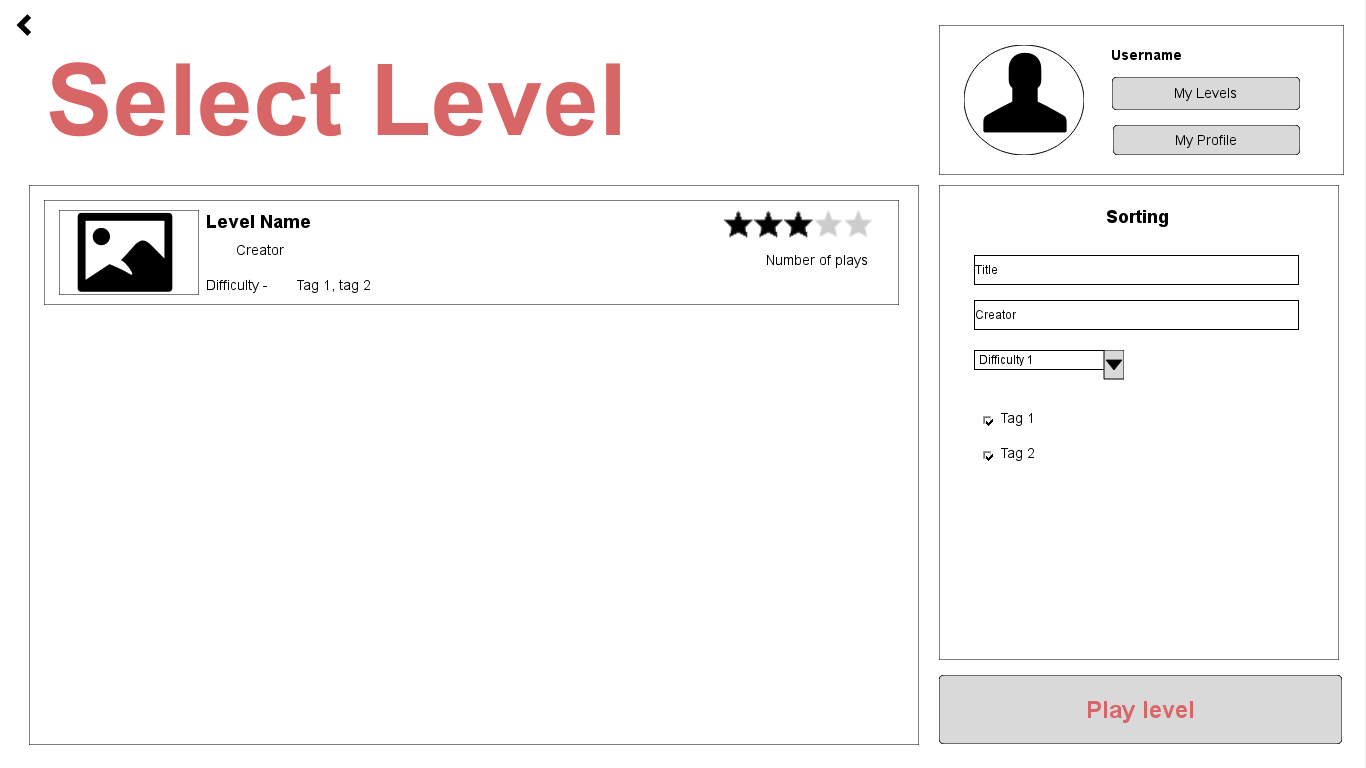 Select Level
Username
My Levels
My Profile
Level Name
Creator
Number of plays
Difficulty -
Tag 1, tag 2
Sorting
Title
Creator
Difficulty 1
Tag 1
Tag 2
Play level